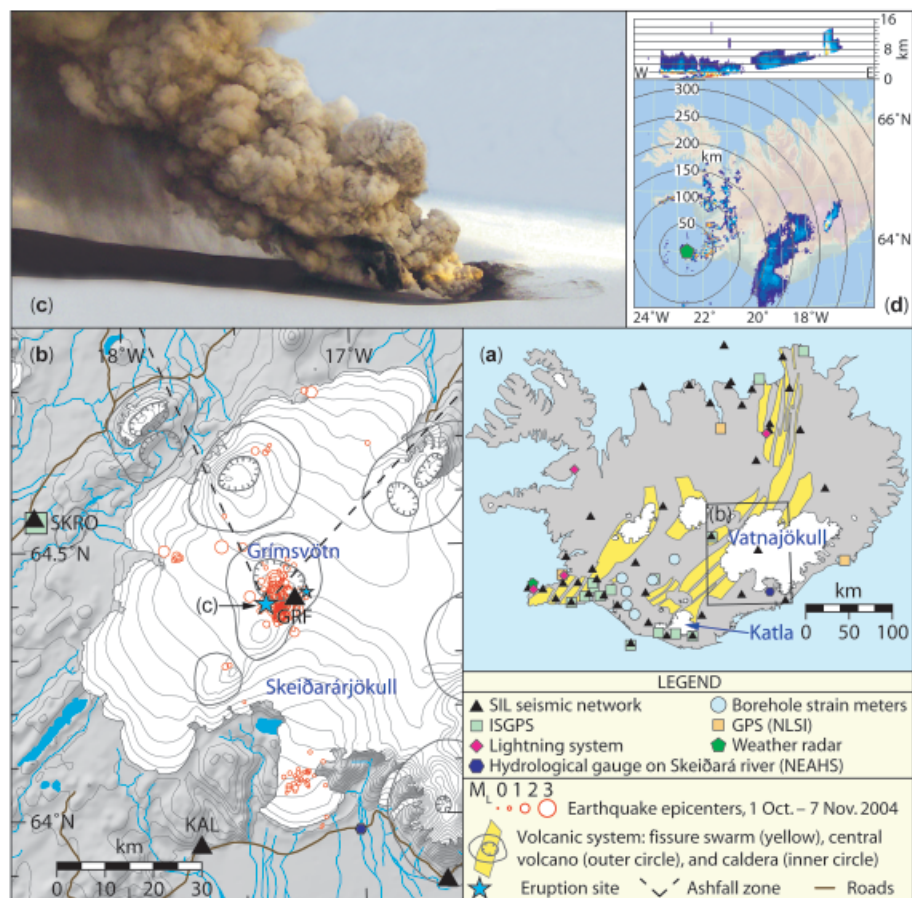 (c)
16
12
8
4
0
km
W
E
300
250
200
150
km
100
50
66°N
64°N
(d)
24°W
22°W
20°W
18°W
(b)
18°W
17°W
SKRO
64.5°N
Grímsvötn
(c)
GRF
Skeiðarárjökull
64°N
KAL
km
0 10 20 30
(a)
(b)
Vatnajökull
Katla
km
0 50 100
LEGEND
SIL seismic network
Borehole strain meters
ISGPS
GPS (NLSI)
Lightning system
Weather radar
Hydrological gauge on Skeiðará river (NEAHS)
ML 0 1 2 3
Earthquake epicenters, 1 Oct. – 7 Nov. 2004
Volcanic system: fissure swarm (yellow), central
volcano (outer circle), and caldera (inner circle)
Eruption site
Ashfall zone
Roads